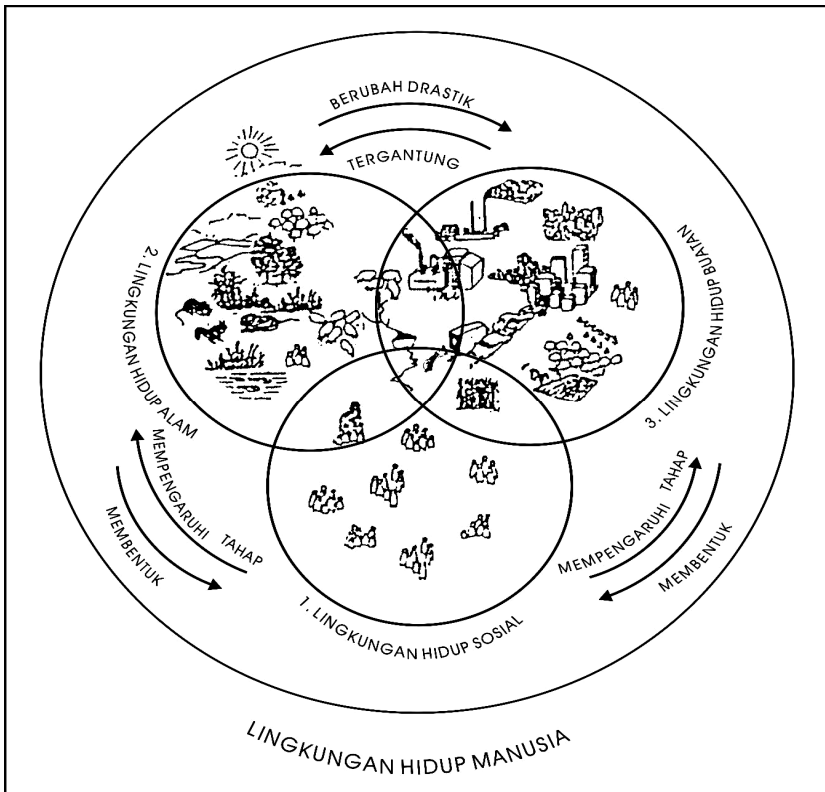 BERUBAH DRASTIK
TERGANTUNG
2. LINGKUNGAN HIDUP ALAM
3. LINGKUNGAN HIDUP BUATAN
MEMPENGARUHI TAHAP
MEMBENTUK
MEMPENGARUHI TAHAP
MEMBENTUK
1. LINGKUNGAN HIDUP SOSIAL
LINGKUNGAN HIDUP MANUSIA